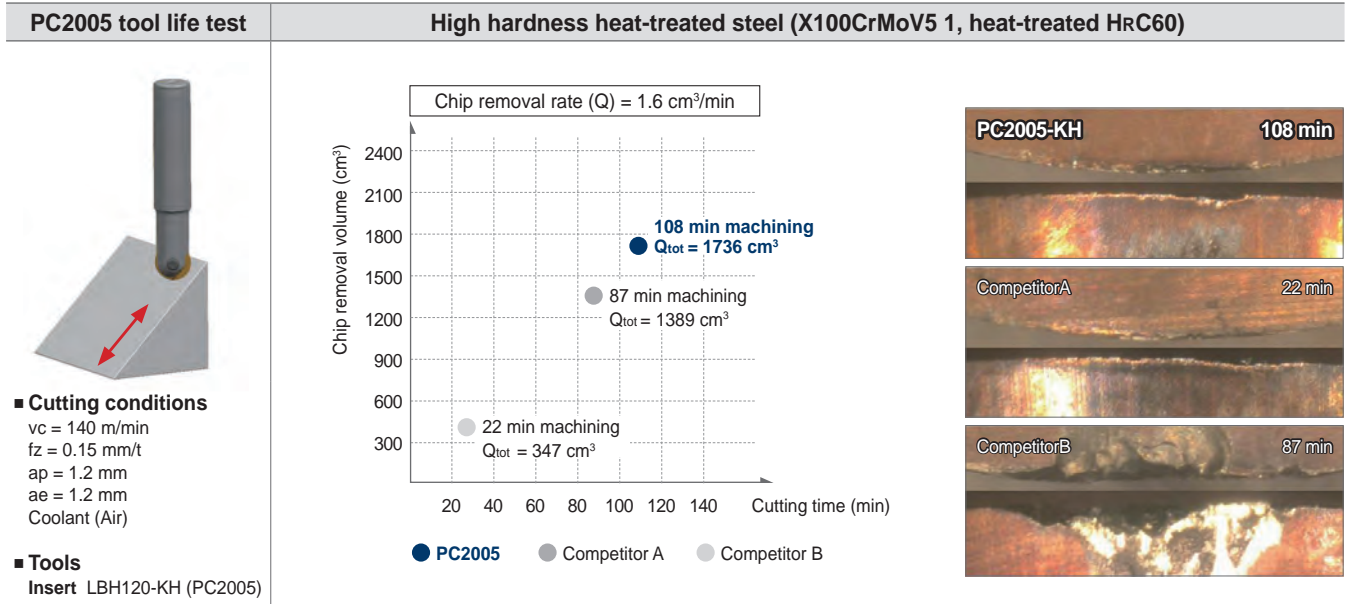 PC2005 tool life test
High hardness heat-treated steel (X100CrMoV5 1, heat-treated HRC60)
■ Cutting conditions
vc = 140 m/min
fz = 0.15 mm/t
ap = 1.2 mm
ae = 1.2 mm
Coolant (Air)
■ Tools
Insert LBH120-KH (PC2005)
Chip removal rate (Q) = 1.6 cm³/min
Chip removal volume (cm³)
2400
2100
1800
1500
1200
900
600
300
108 min machining
Qtot = 1736 cm³
87 min machining
Qtot = 1389 cm³
22 min machining
Qtot = 347 cm³
20 40 60 80 100 120 140 Cutting time (min)
PC2005 Competitor A Competitor B
PC2005-KH 108 min
CompetitorA 22 min
CompetitorB 87 min